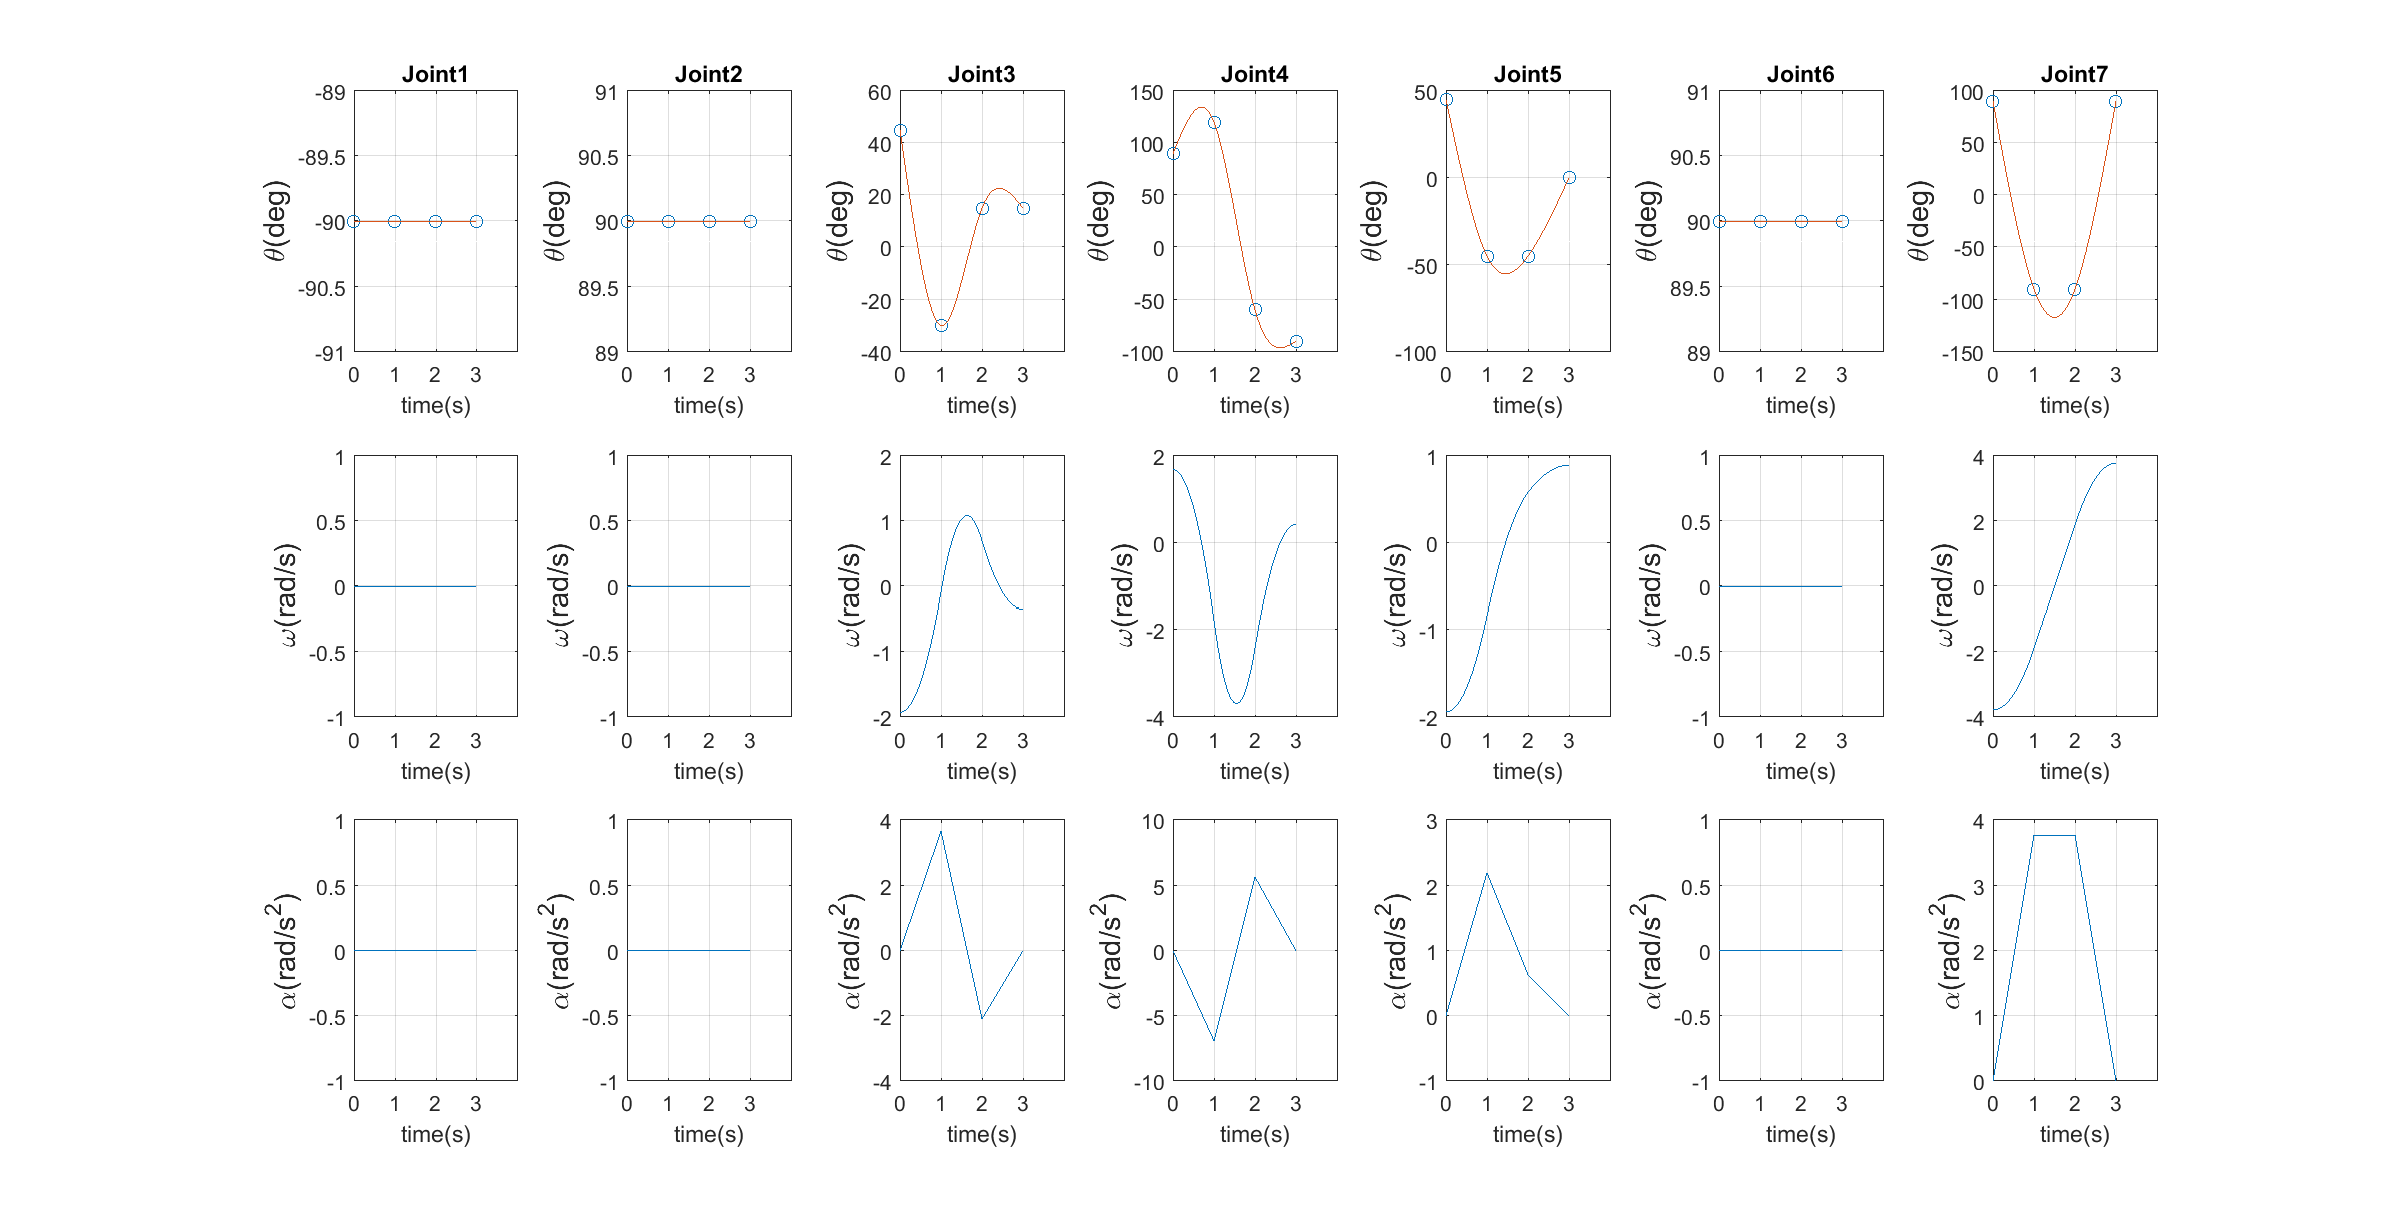 Joint1 Joint2 Joint3 Joint4 Joint5 Joint6 Joint7
-89 91 60 150 50 91 100
-89.5 90.5 40 100 0 90.5 50
-90 90 20 50 -50 90 0
-90.5 89.5 0 0 -100 89.5 -50
-91 89 -20 -50 89 -100
-40 -100 -150
θ(deg) θ(deg) θ(deg) θ(deg) θ(deg) θ(deg) θ(deg)
0 1 2 3 0 1 2 3 0 1 2 3 0 1 2 3 0 1 2 3 0 1 2 3 0 1 2 3
time(s) time(s) time(s) time(s) time(s) time(s) time(s)
1 1 2 2 1 1 4
0.5 0.5 1 0 0 0.5 2
0 0 0 -2 -1 0 0
-0.5 -0.5 -1 -4 -2 -0.5 -2
-1 -1 -2 -1 -4
ω(rad/s) ω(rad/s) ω(rad/s) ω(rad/s) ω(rad/s) ω(rad/s) ω(rad/s)
0 1 2 3 0 1 2 3 0 1 2 3 0 1 2 3 0 1 2 3 0 1 2 3 0 1 2 3
time(s) time(s) time(s) time(s) time(s) time(s) time(s)
1 1 4 10 3 1 4
0.5 0.5 2 5 2 0.5 3
0 0 0 0 1 0 2
-0.5 -0.5 -2 -5 0 -0.5 1
-1 -1 -4 -10 -1 -1 0
α(rad/s²) α(rad/s²) α(rad/s²) α(rad/s²) α(rad/s²) α(rad/s²) α(rad/s²)
0 1 2 3 0 1 2 3 0 1 2 3 0 1 2 3 0 1 2 3 0 1 2 3 0 1 2 3
time(s) time(s) time(s) time(s) time(s) time(s) time(s)